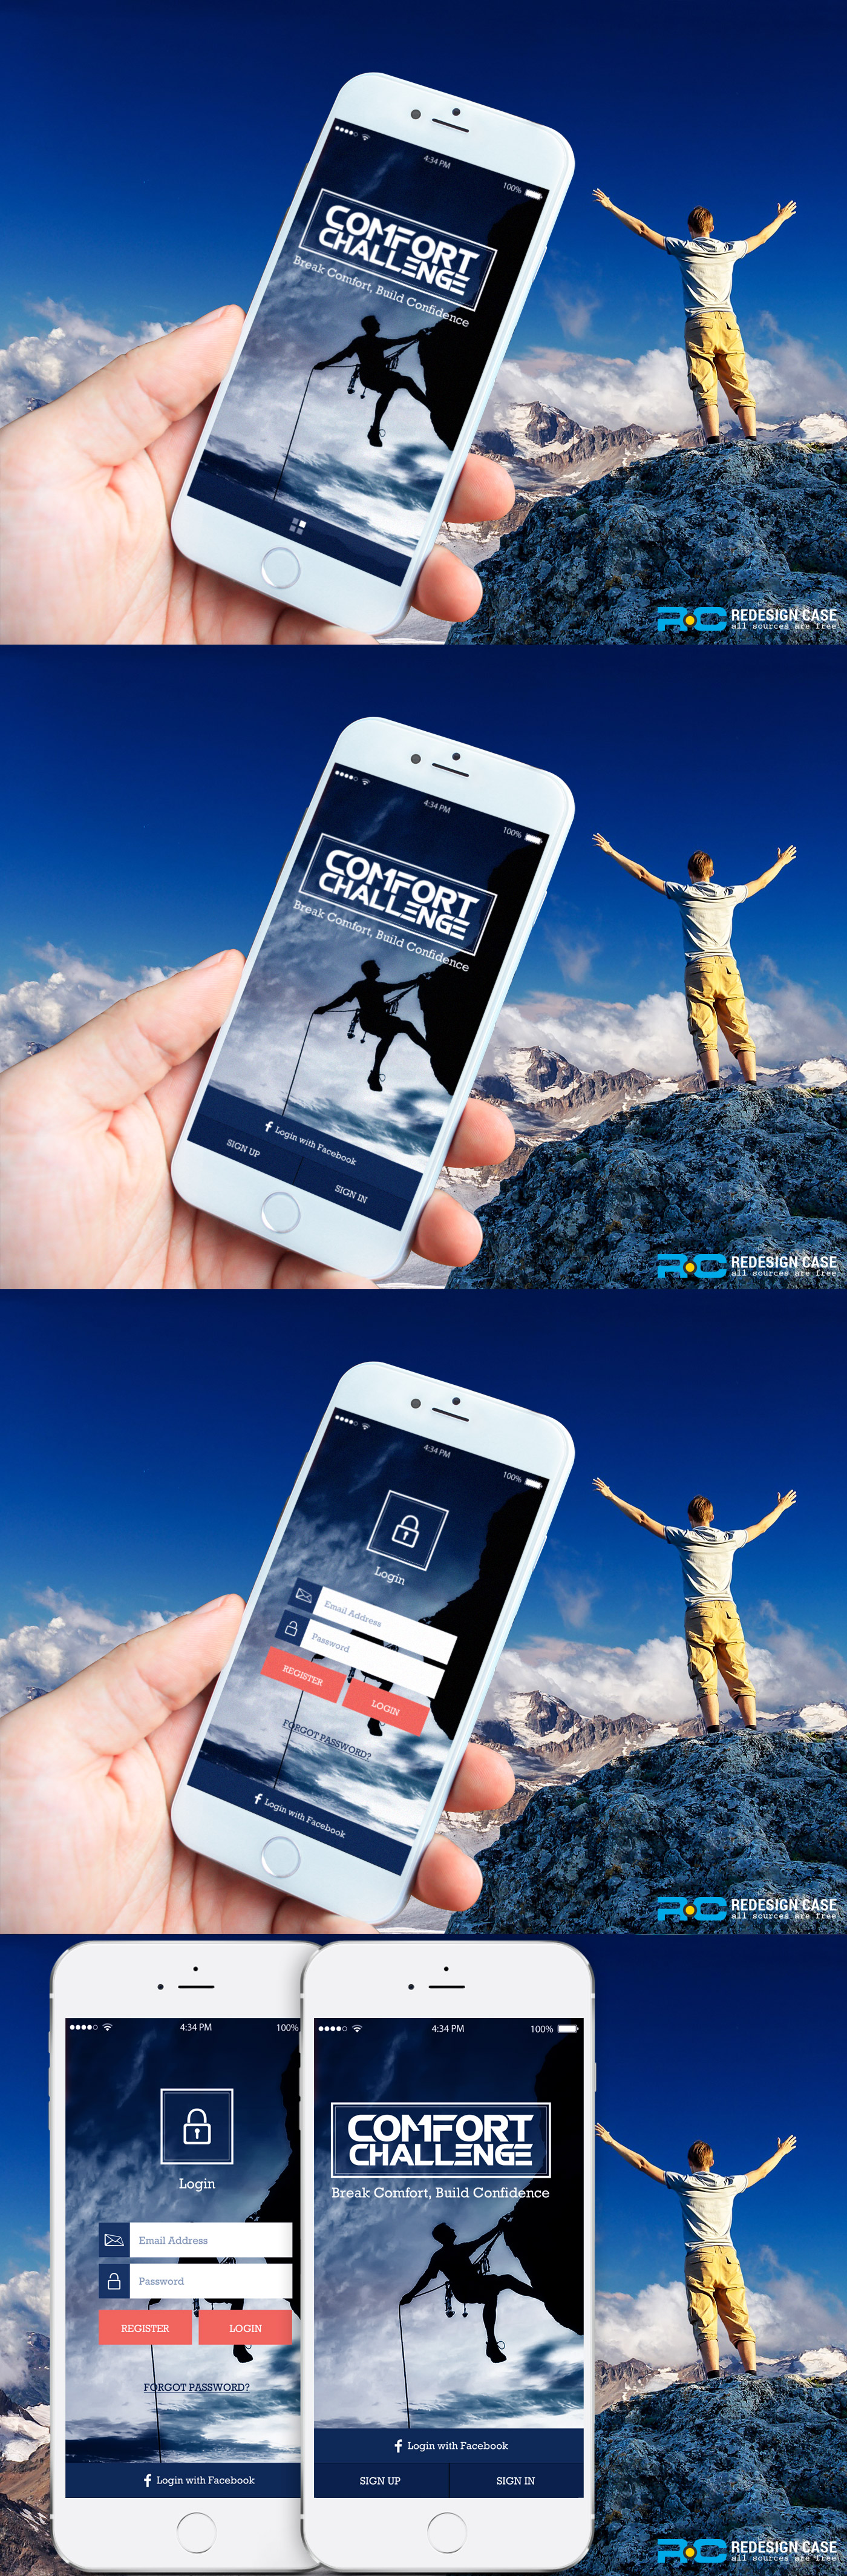 4:34 PM
100%
COMFORT
CHALLENGE
Break Comfort, Build Confidence
RC REDESIGN CASE
all sources are free
4:34 PM
100%
COMFORT
CHALLENGE
Break Comfort, Build Confidence
f Login with Facebook
SIGN UP
SIGN IN
RC REDESIGN CASE
all sources are free
4:34 PM
100%
Login
Email Address
Password
REGISTER
LOGIN
FORGOT PASSWORD?
f Login with Facebook
RC REDESIGN CASE
all sources are free
4:34 PM
100%
Login
Email Address
Password
REGISTER
LOGIN
FORGOT PASSWORD?
f Login with Facebook
4:34 PM
100%
COMFORT
CHALLENGE
Break Comfort, Build Confidence
f Login with Facebook
SIGN UP
SIGN IN
RC REDESIGN CASE
all sources are free